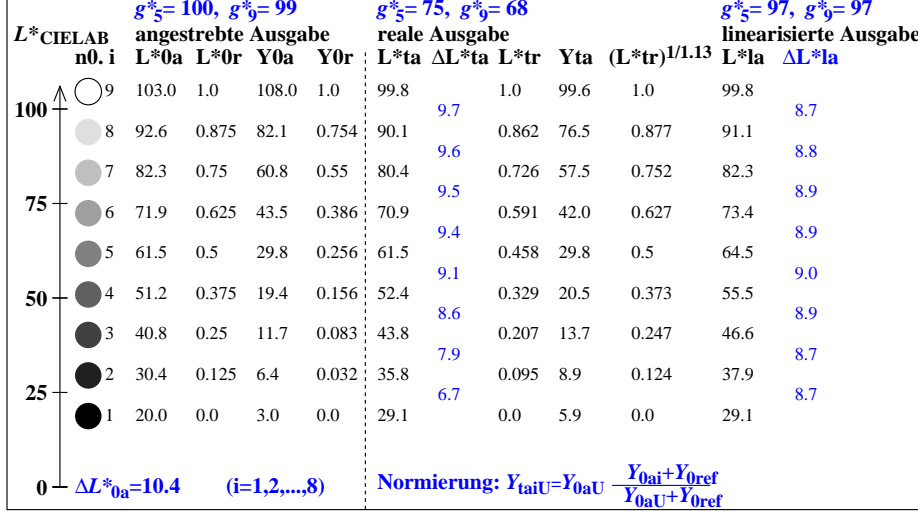 g*5= 100, g*9= 99 g*5= 75, g*9= 68 g*5= 97, g*9= 97
L*CIELAB angestrebte Ausgabe reale Ausgabe linearisierte Ausgabe
n0. i L*0a L*0r Y0a Y0r L*ta ΔL*ta L*tr Yta (L*tr)1/1.13 L*la ΔL*la
9 103.0 1.0 108.0 1.0 99.8 1.0 99.6 1.0 99.8
100 9.7 8.7
8 92.6 0.875 82.1 0.754 90.1 0.862 76.5 0.877 91.1
9.6 8.8
7 82.3 0.75 60.8 0.55 80.4 0.726 57.5 0.752 82.3
75 9.5 8.9
6 71.9 0.625 43.5 0.386 70.9 0.591 42.0 0.627 73.4
9.4 8.9
5 61.5 0.5 29.8 0.256 61.5 0.458 29.8 0.5 64.5
9.1 9.0
50 4 51.2 0.375 19.4 0.156 52.4 0.329 20.5 0.373 55.5
8.6 8.9
3 40.8 0.25 11.7 0.083 43.8 0.207 13.7 0.247 46.6
7.9 8.7
2 30.4 0.125 6.4 0.032 35.8 0.095 8.9 0.124 37.9
25 6.7 8.7
1 20.0 0.0 3.0 0.0 29.1 0.0 5.9 0.0 29.1
0 ΔL*0a=10.4 (i=1,2,...,8) Normierung: YtaiU=Y0aU Y0ai+Y0ref
Y0aU+Y0ref